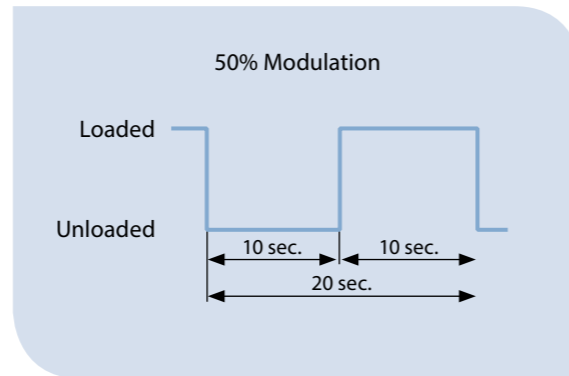 50% Modulation
Loaded
Unloaded
10 sec. 10 sec.
20 sec.